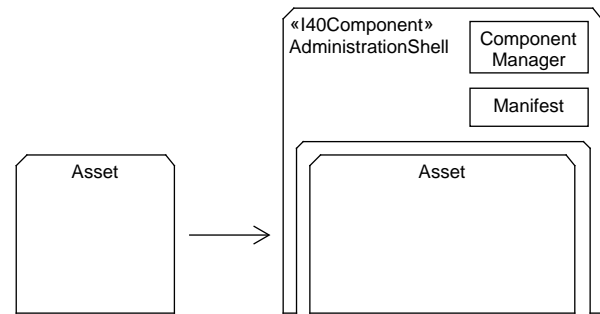 «I40Component»
AdministrationShell
Component
Manager
Manifest
Asset
Asset